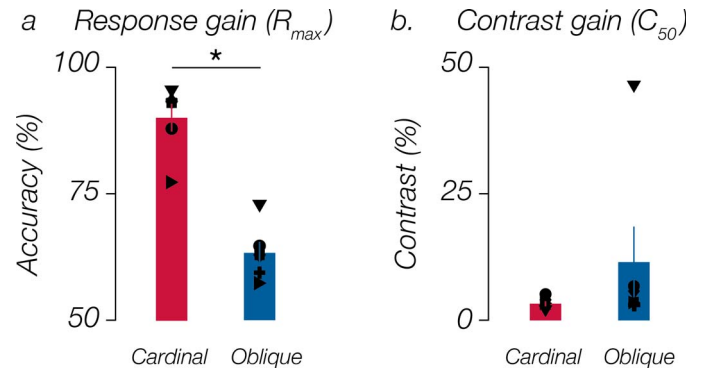 a Response gain (Rmax)
*
100
75
50
Accuracy (%)
Cardinal Oblique
b. Contrast gain (C50)
50
25
0
Contrast (%)
Cardinal Oblique